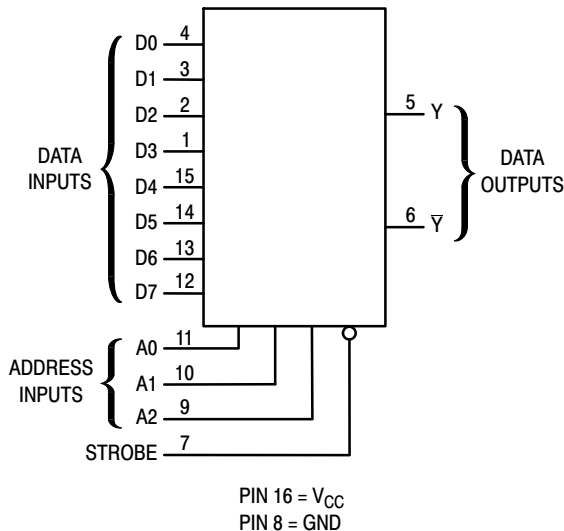 D0 4
D1 3
D2 2
D3 1
D4 15
D5 14
D6 13
D7 12
DATA
INPUTS
5 Y
6 Y̅
DATA
OUTPUTS
A0 11
A1 10
A2 9
ADDRESS
INPUTS
STROBE 7
PIN 16 = VCC
PIN 8 = GND